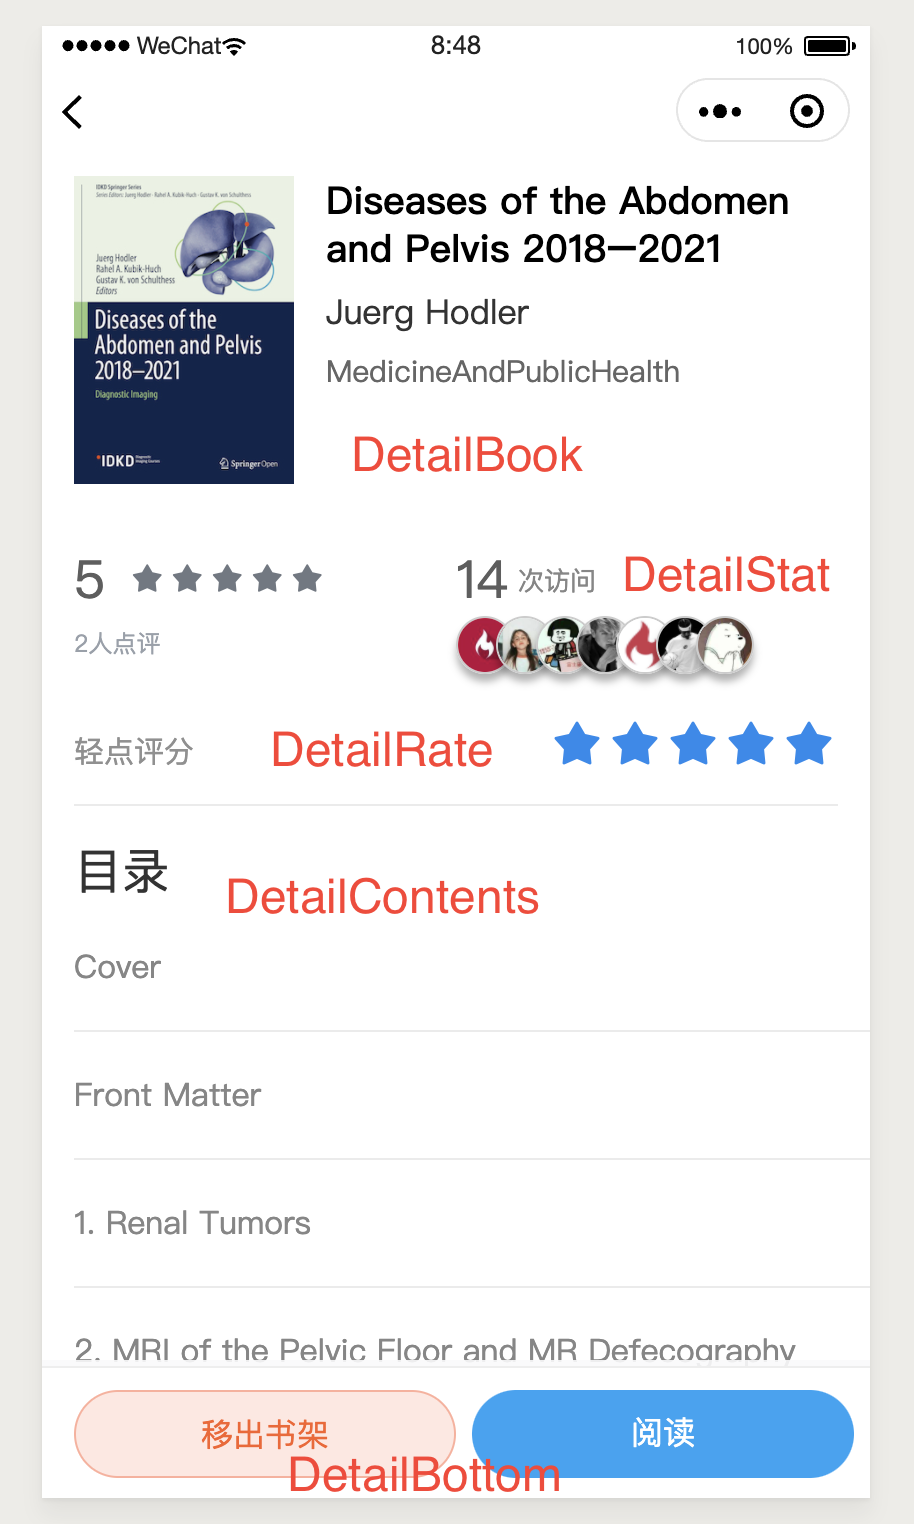 WeChat
8:48
100%
IDKD Springer Series
Series Editors: Juerg Hodler · Rahel A. Kubik-Huch · Gustav K. von Schulthess
Juerg Hodler
Rahel A. Kubik-Huch
Gustav K. von Schulthess
Editors
Diseases of the
Abdomen and Pelvis
2018–2021
Diagnostic Imaging
IDKD
Springer Open
Diseases of the Abdomen
and Pelvis 2018—2021
Juerg Hodler
MedicineAndPublicHealth
DetailBook
5
14 次访问 DetailStat
2人点评
轻点评分 DetailRate
目录
DetailContents
Cover
Front Matter
1. Renal Tumors
2. MRI of the Pelvic Floor and MR Defecography
移出书架 阅读
DetailBottom